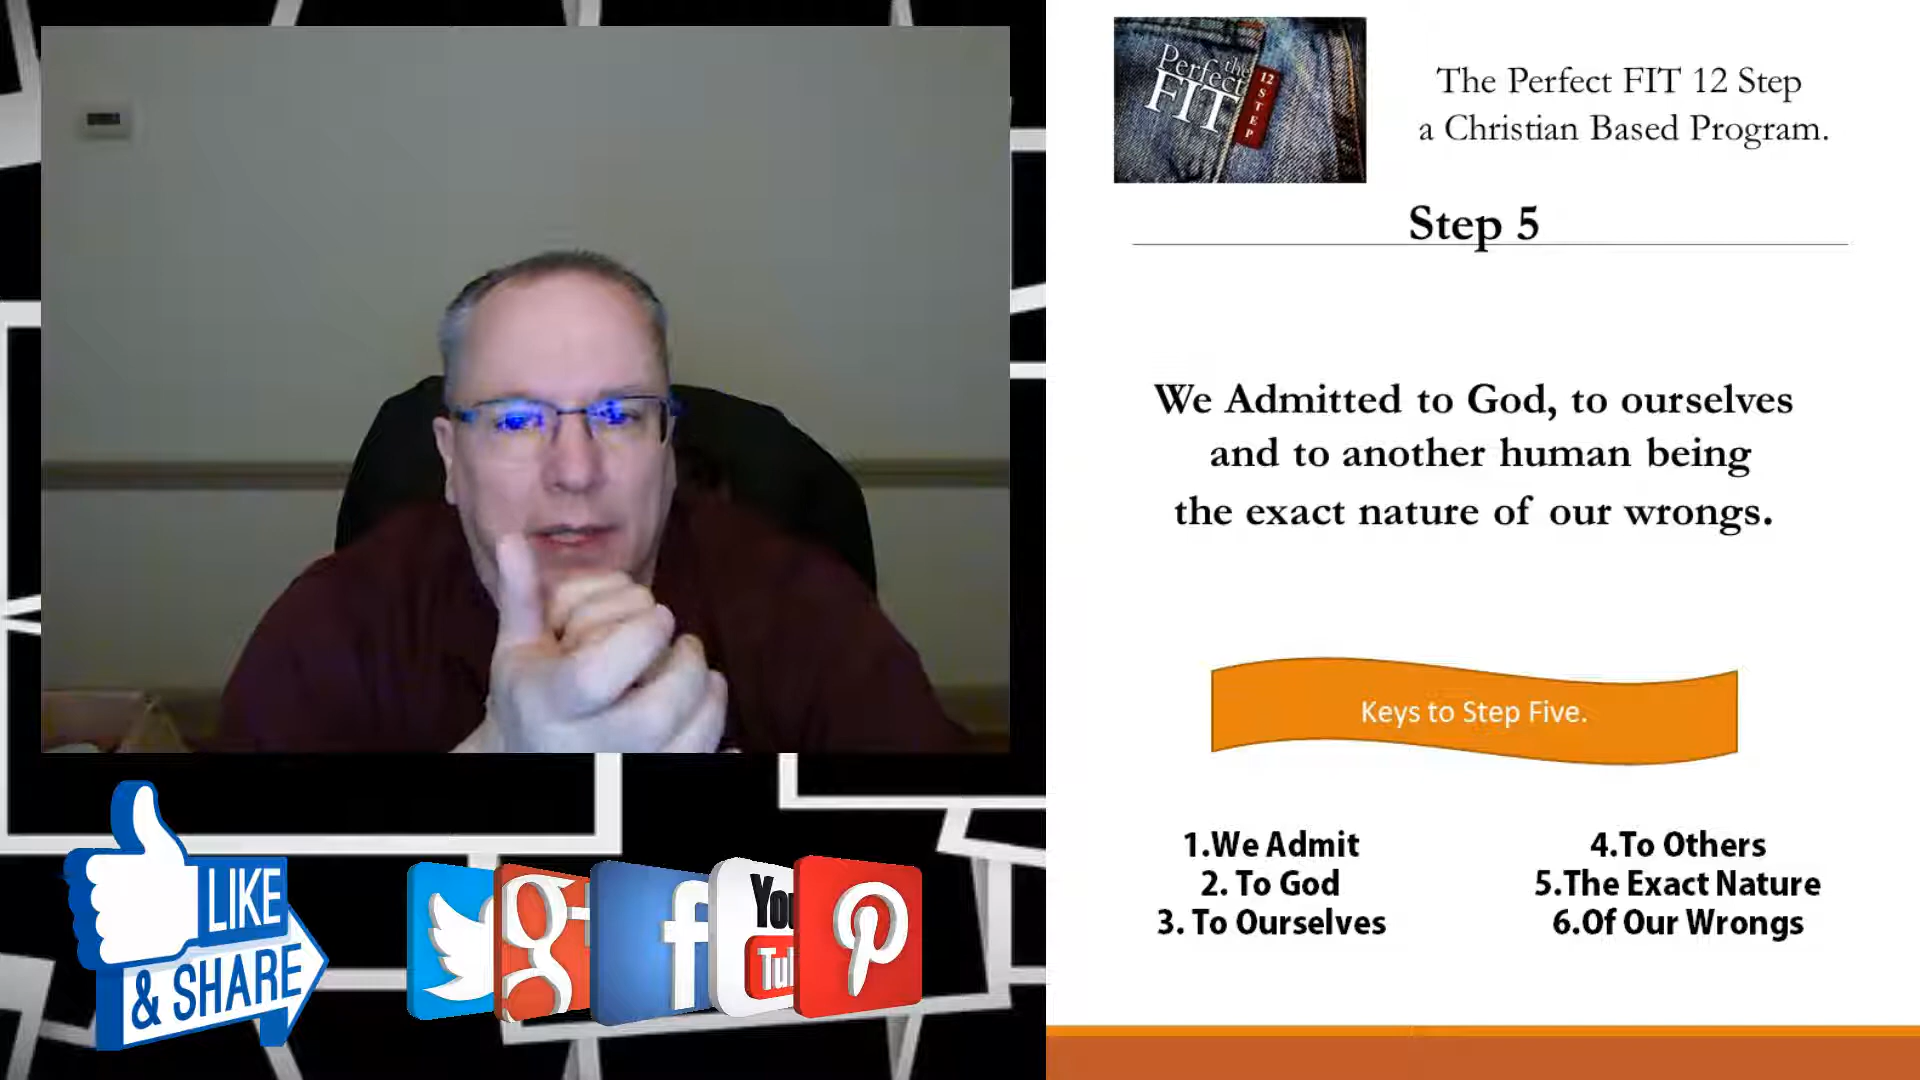 the
Perfect
FIT
12
STEP
The Perfect FIT 12 Step
a Christian Based Program.
Step 5
We Admitted to God, to ourselves
and to another human being
the exact nature of our wrongs.
Keys to Step Five.
1.We Admit
2. To God
3. To Ourselves
4.To Others
5.The Exact Nature
6.Of Our Wrongs
LIKE
& SHARE
g+
f
You
Tul